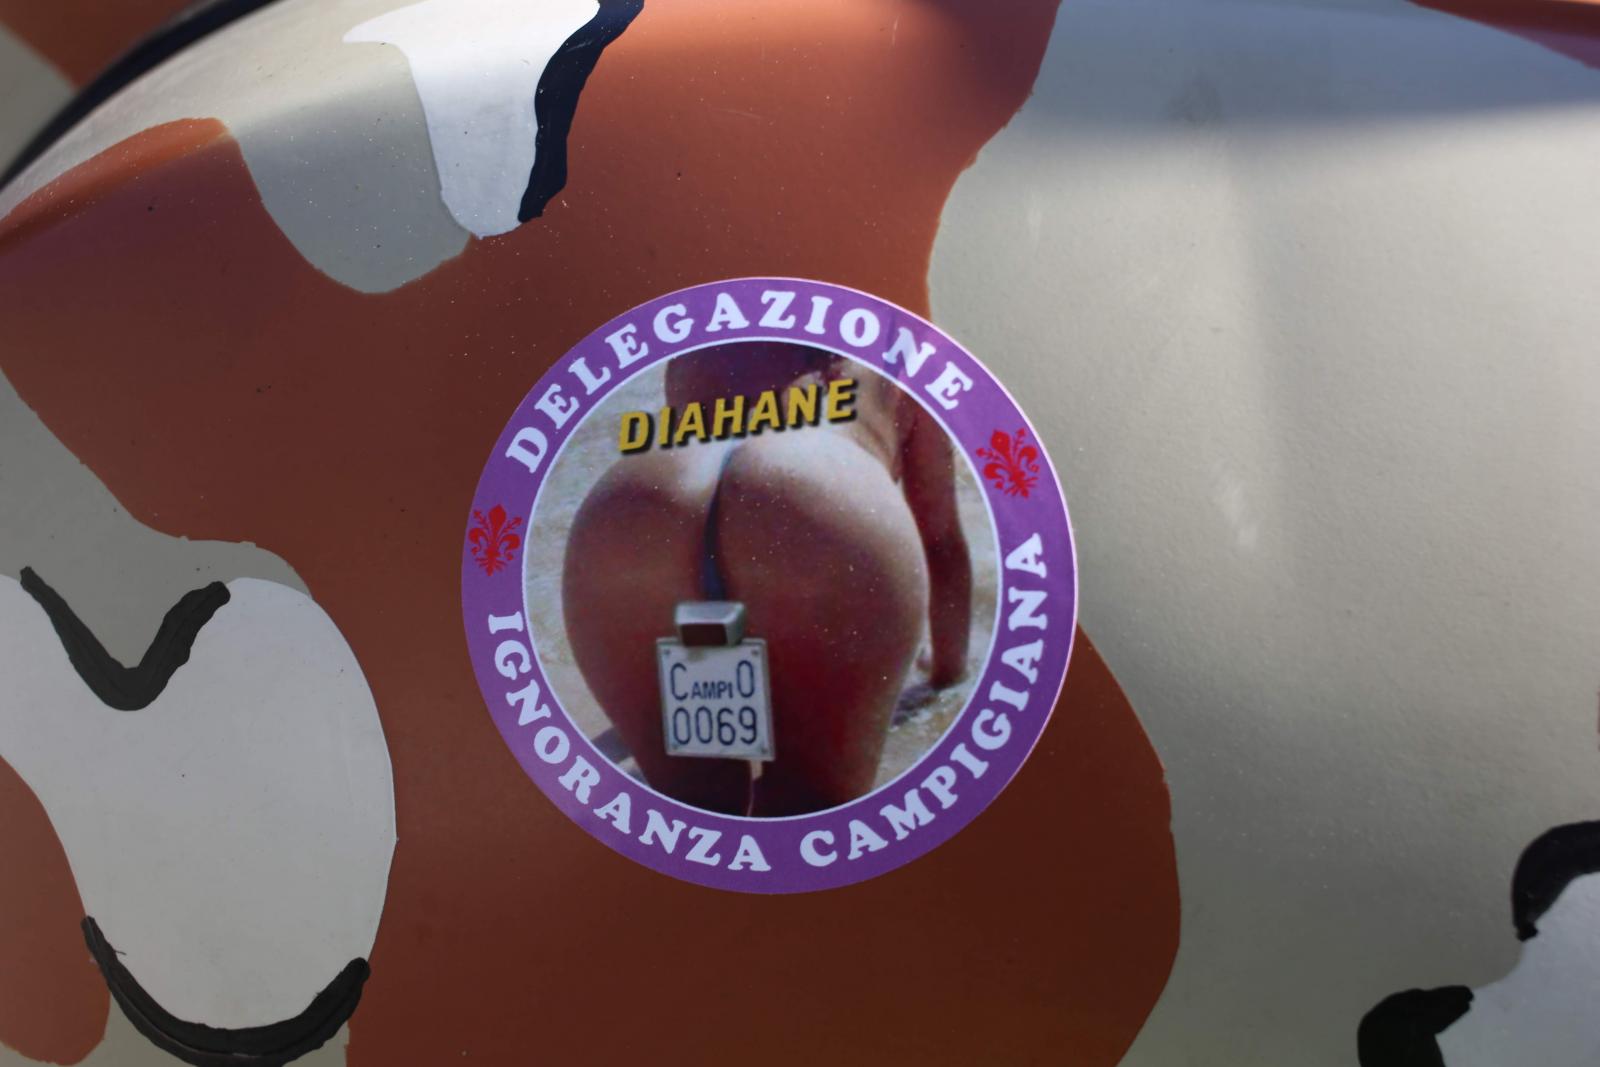 DELEGAZIONE
DIAHANE
CAMPIO
0069
IGNORANZA CAMPIGIANA